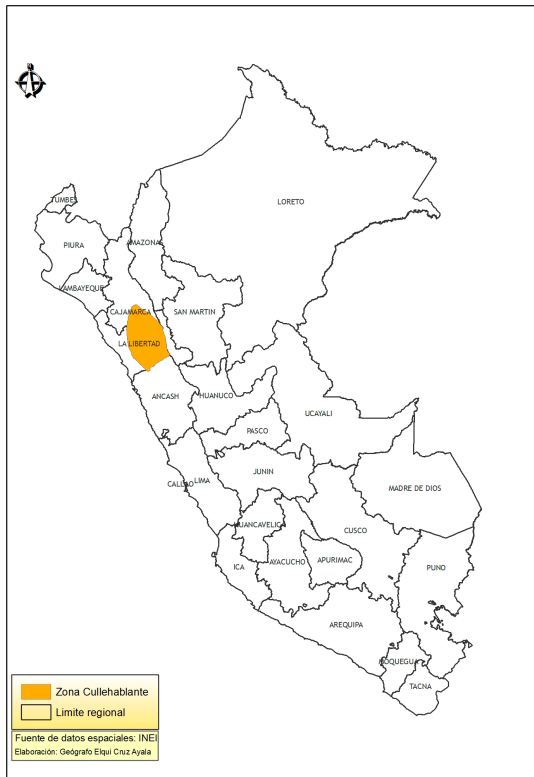 LORETO
TUMBES
AMAZONAS
PIURA
LAMBAYEQUE
CAJAMARCA
SAN MARTIN
LA LIBERTAD
ANCASH
HUANUCO
UCAYALI
PASCO
JUNIN
CALLAO
LIMA
MADRE DE DIOS
HUANCAVELICA
CUSCO
ICA
AYACUCHO
APURIMAC
PUNO
AREQUIPA
MOQUEGUA
TACNA
Zona Cullehablante
Limite regional
Fuente de datos espaciales: INEI
Elaboración: Geógrafo Elqui Cruz Ayala